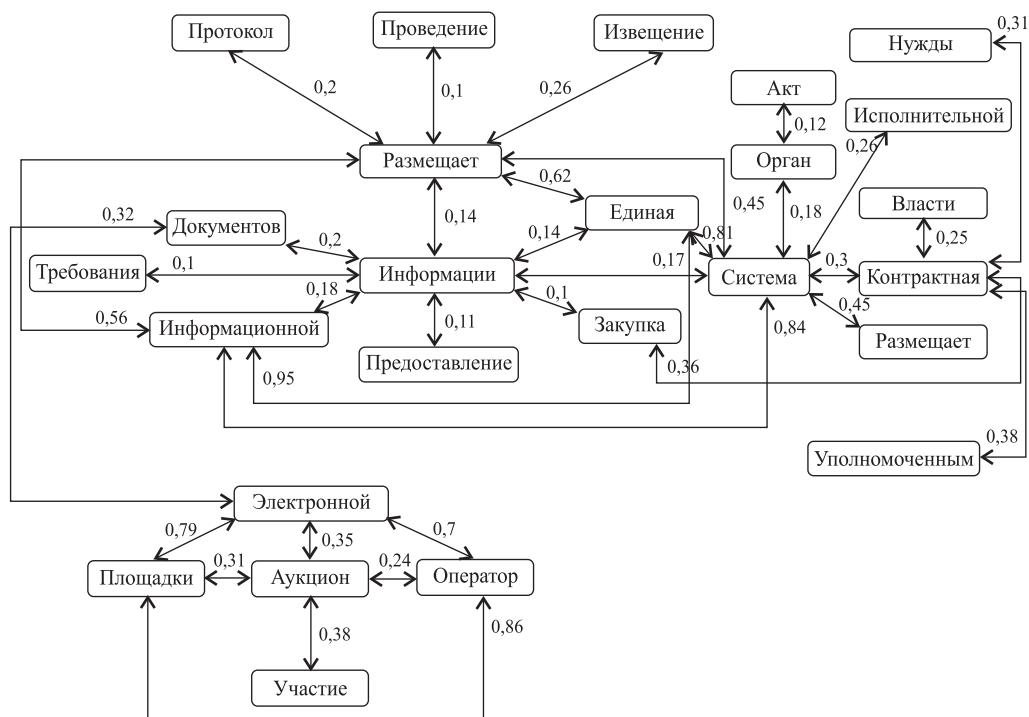 Протокол
Проведение
Извещение
Нужды
0,31
0,2
0,1
0,26
Акт
0,12
Исполнительной
0,26
Размещает
Орган
0,62
0,45
0,18
0,14
Единая
Власти
0,25
0,32
Документов
0,2
0,14
0,81
Требования
0,1
Информации
0,17
Система
0,3
Контрактная
0,18
0,1
0,45
0,56
Информационной
0,11
Закупка
0,84
Размещает
0,95
Предоставление
0,36
0,38
Уполномоченным
Электронной
0,79
0,35
0,7
Площадки
0,31
Аукцион
0,24
Оператор
0,38
0,86
Участие